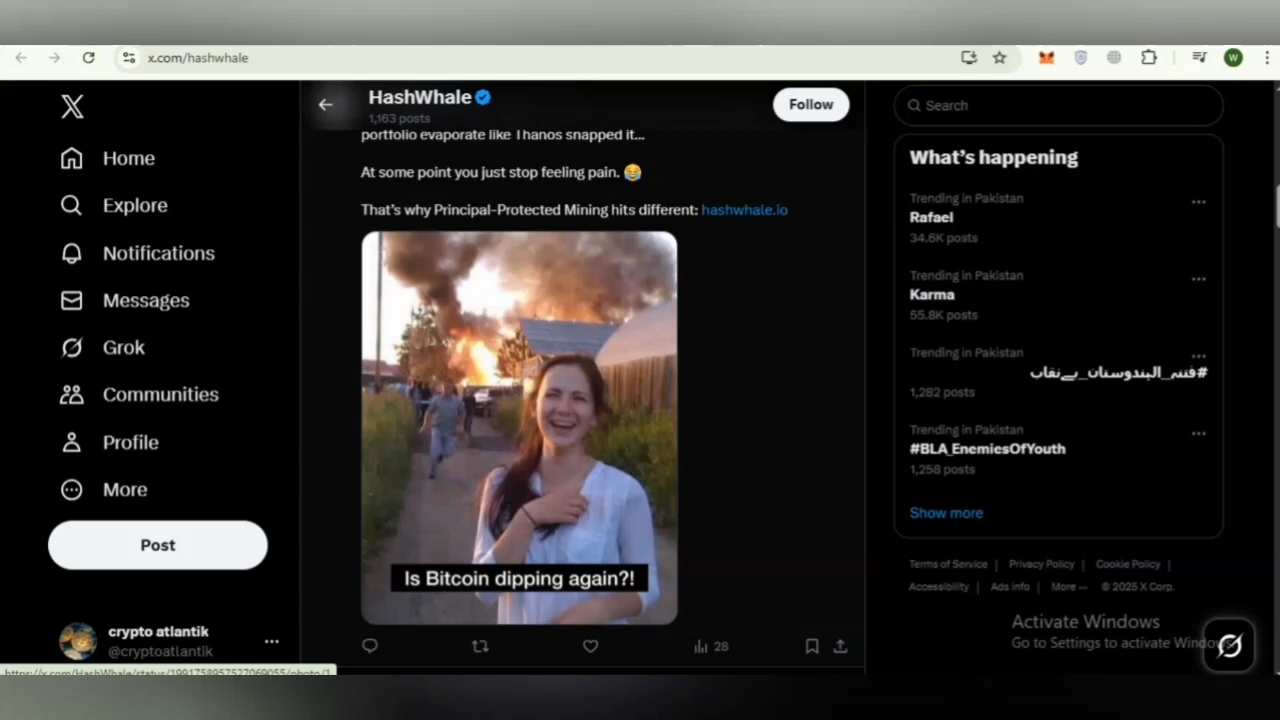 x.com/hashwhale
W
Home
Explore
Notifications
Messages
Grok
Communities
Profile
More
Post
crypto atlantik
@cryptoatlantik
HashWhale
1,163 posts
Follow
portfolio evaporate like Thanos snapped it...
At some point you just stop feeling pain. 😂
That's why Principal-Protected Mining hits different: hashwhale.io
Is Bitcoin dipping again?!
28
Search
What's happening
Trending in Pakistan
Rafael
34.6K posts
Trending in Pakistan
Karma
55.8K posts
Trending in Pakistan
#فتنہ_الہندوستان_بےنقاب
1,282 posts
Trending in Pakistan
#BLA_EnemiesOfYouth
1,258 posts
Show more
Terms of Service | Privacy Policy | Cookie Policy |
Accessibility | Ads info | More ··· © 2025 X Corp.
Activate Windows
Go to Settings to activate Windows.